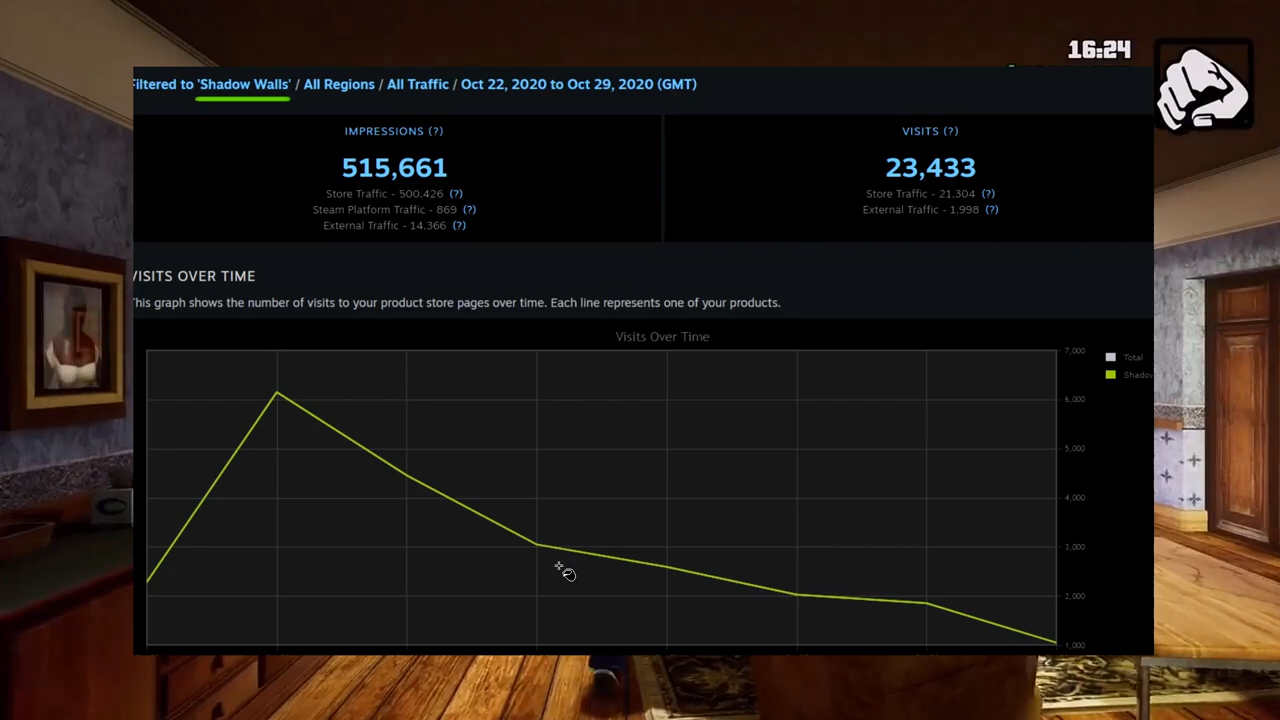 16:24
iltered to 'Shadow Walls' / All Regions / All Traffic / Oct 22, 2020 to Oct 29, 2020 (GMT)
IMPRESSIONS (?)
515,661
Store Traffic - 500,426 (?)
Steam Platform Traffic - 869 (?)
External Traffic - 14,366 (?)
VISITS (?)
23,433
Store Traffic - 21,304 (?)
External Traffic - 1,998 (?)
VISITS OVER TIME
This graph shows the number of visits to your product store pages over time. Each line represents one of your products.
Visits Over Time
7,000
6,000
5,000
4,000
3,000
2,000
1,000
Total
Shadow